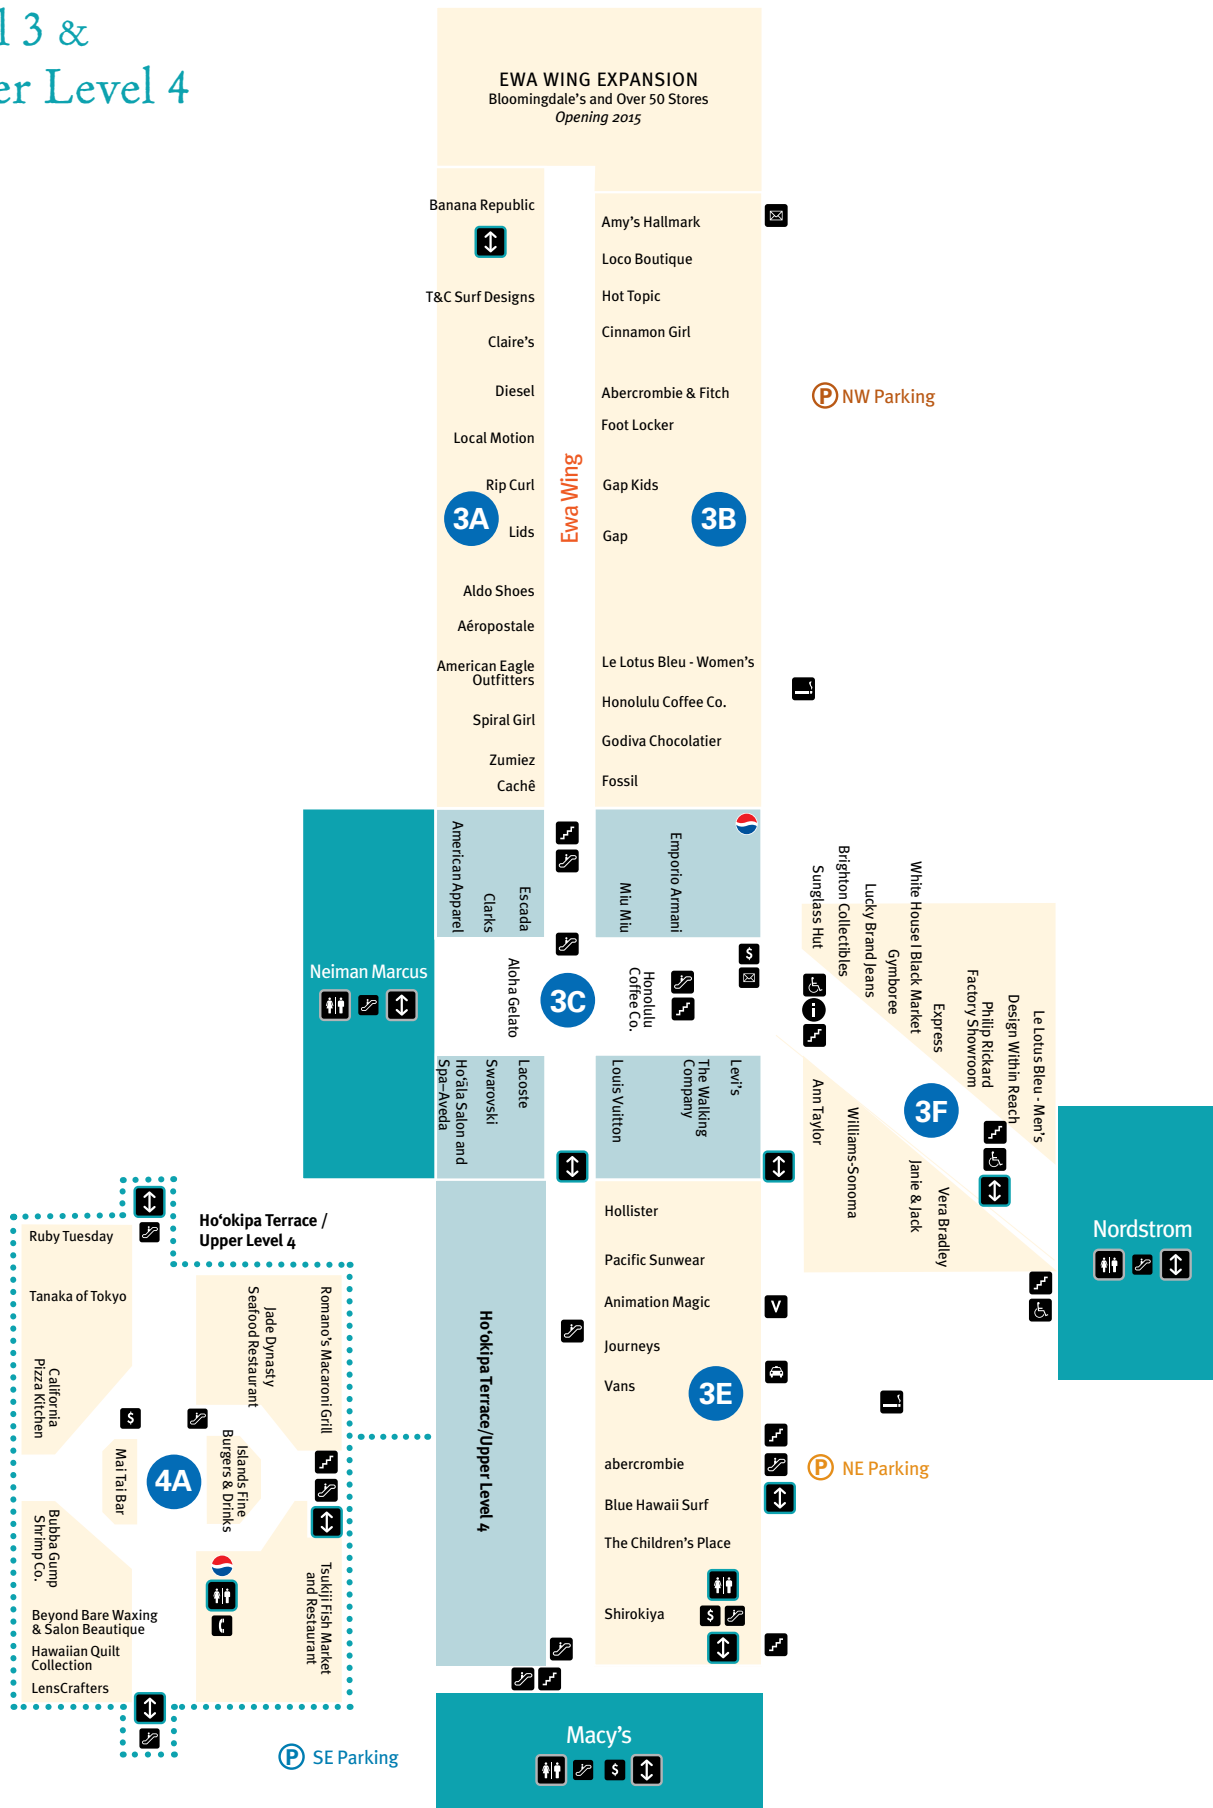 l 3 &
er Level 4
EWA WING EXPANSION
Bloomingdale's and Over 50 Stores
Opening 2015
Banana Republic
T&C Surf Designs
Claire's
Diesel
Local Motion
Rip Curl
3A
Lids
Aldo Shoes
Aéropostale
American Eagle
Outfitters
Spiral Girl
Zumiez
Cachê
Ewa Wing
Amy's Hallmark
Loco Boutique
Hot Topic
Cinnamon Girl
Abercrombie & Fitch
Foot Locker
Gap Kids
3B
Gap
Le Lotus Bleu - Women's
Honolulu Coffee Co.
Godiva Chocolatier
Fossil
P NW Parking
Neiman Marcus
American Apparel
Clarks
Escada
Miu Miu
Emporio Armani
$
Aloha Gelato
3C
Honolulu
Coffee Co.
Ho'āla Salon and
Spa–Aveda
Swarovski
Lacoste
Louis Vuitton
The Walking
Company
Levi's
Sunglass Hut
Brighton Collectibles
Lucky Brand Jeans
Gymboree
White House I Black Market
Express
Factory Showroom
Philip Rickard
Design Within Reach
Le Lotus Bleu - Men's
i
3F
Ann Taylor
Williams-Sonoma
Janie & Jack
Vera Bradley
Nordstrom
Ho'okipa Terrace /
Upper Level 4
Ruby Tuesday
Tanaka of Tokyo
California
Pizza Kitchen
Jade Dynasty
Seafood Restaurant
Romano's Macaroni Grill
$
Mai Tai Bar
4A
Islands Fine
Burgers & Drinks
Bubba Gump
Shrimp Co.
Beyond Bare Waxing
& Salon Beautique
Hawaiian Quilt
Collection
LensCrafters
Tsukiji Fish Market
and Restaurant
Ho'okipa Terrace/Upper Level 4
Hollister
Pacific Sunwear
Animation Magic
V
Journeys
Vans
3E
abercrombie
Blue Hawaii Surf
The Children's Place
Shirokiya
$
P NE Parking
P SE Parking
Macy's
$